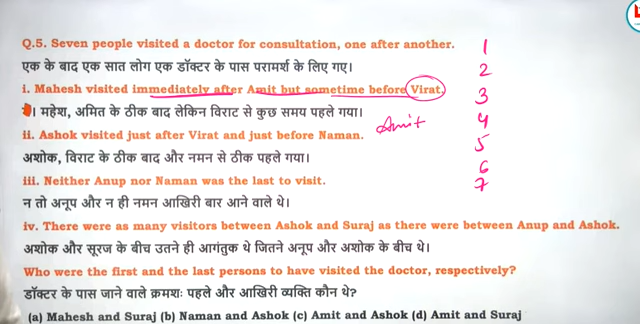 Q.5. Seven people visited a doctor for consultation, one after another.
एक के बाद एक सात लोग एक डॉक्टर के पास परामर्श के लिए गए।
i. Mahesh visited immediately after Amit but sometime before Virat.
i। महेश, अमित के ठीक बाद लेकिन विराट से कुछ समय पहले गया।
ii. Ashok visited just after Virat and just before Naman.
अशोक, विराट के ठीक बाद और नमन से ठीक पहले गया।
iii. Neither Anup nor Naman was the last to visit.
न तो अनूप और न ही नमन आखिरी बार आने वाले थे।
iv. There were as many visitors between Ashok and Suraj as there were between Anup and Ashok.
अशोक और सूरज के बीच उतने ही आगंतुक थे जितने अनूप और अशोक के बीच थे।
Who were the first and the last persons to have visited the doctor, respectively?
डॉक्टर के पास जाने वाले क्रमशः पहले और आखिरी व्यक्ति कौन थे?
(a) Mahesh and Suraj (b) Naman and Ashok (c) Amit and Ashok (d) Amit and Suraj
1
2
3
Amit 4
5
6
7